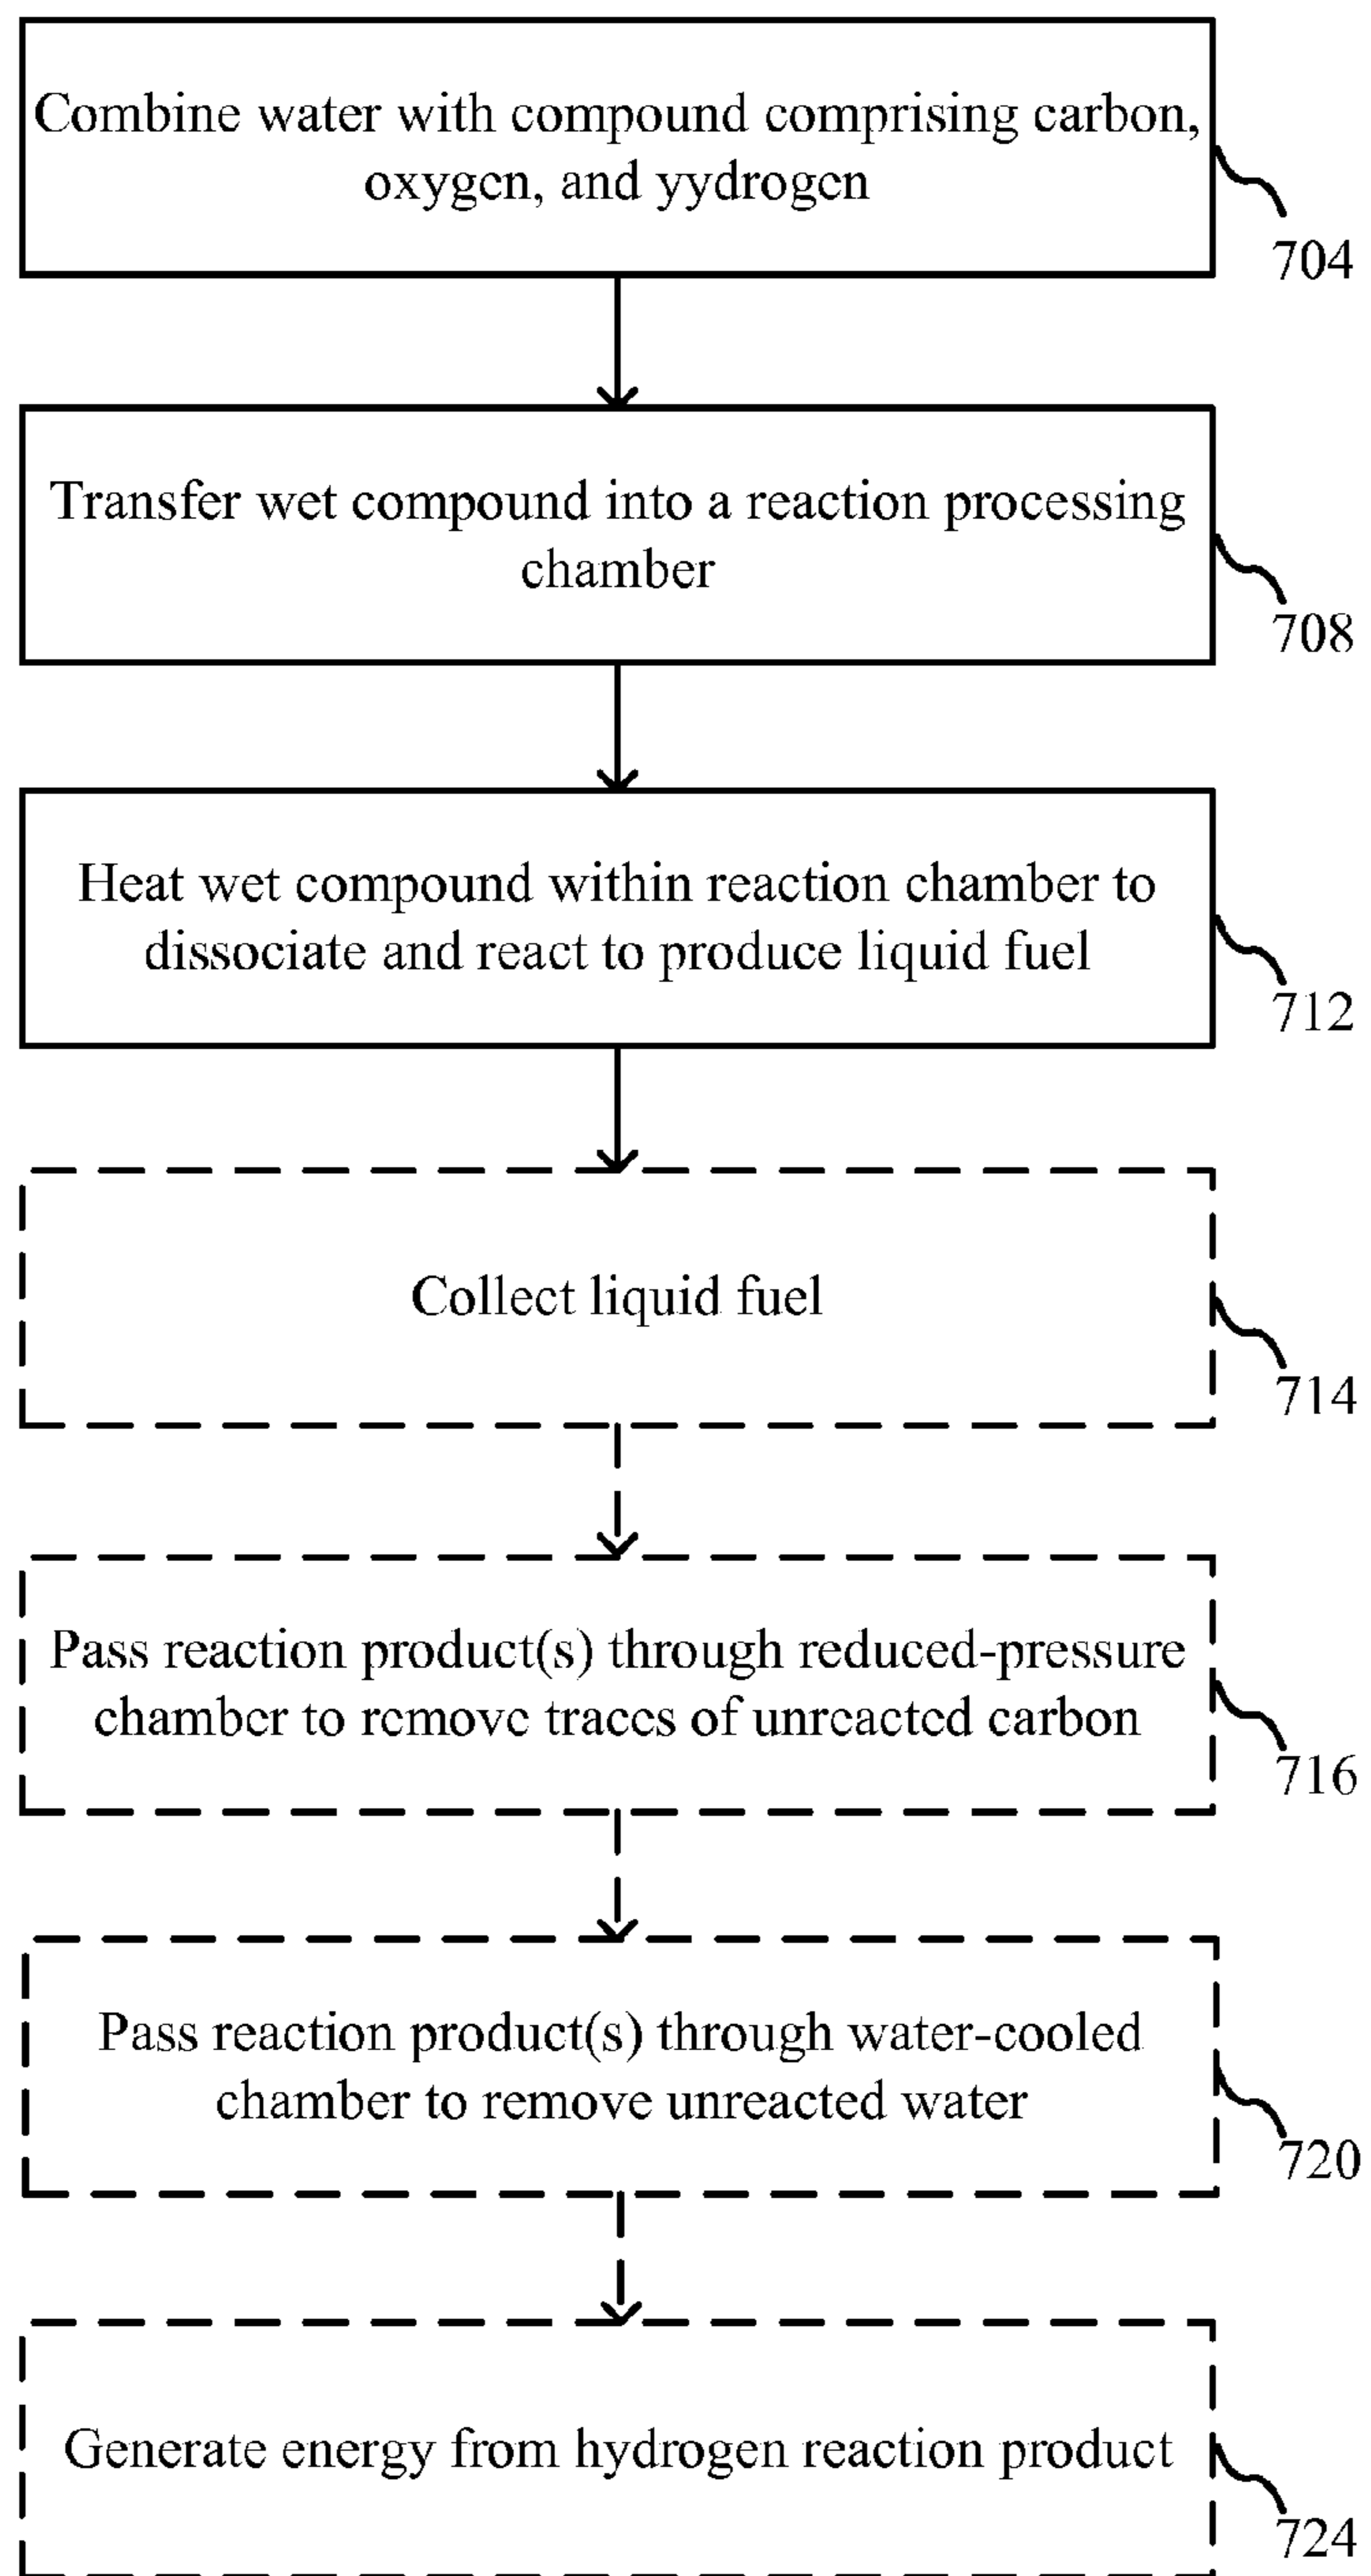 Combine water with compound comprising carbon,
oxygen, and yydrogen
704
Transfer wet compound into a reaction processing
chamber
708
Heat wet compound within reaction chamber to
dissociate and react to produce liquid fuel
712
Collect liquid fuel
714
Pass reaction product(s) through reduced-pressure
chamber to remove traces of unreacted carbon
716
Pass reaction product(s) through water-cooled
chamber to remove unreacted water
720
Generate energy from hydrogen reaction product
724